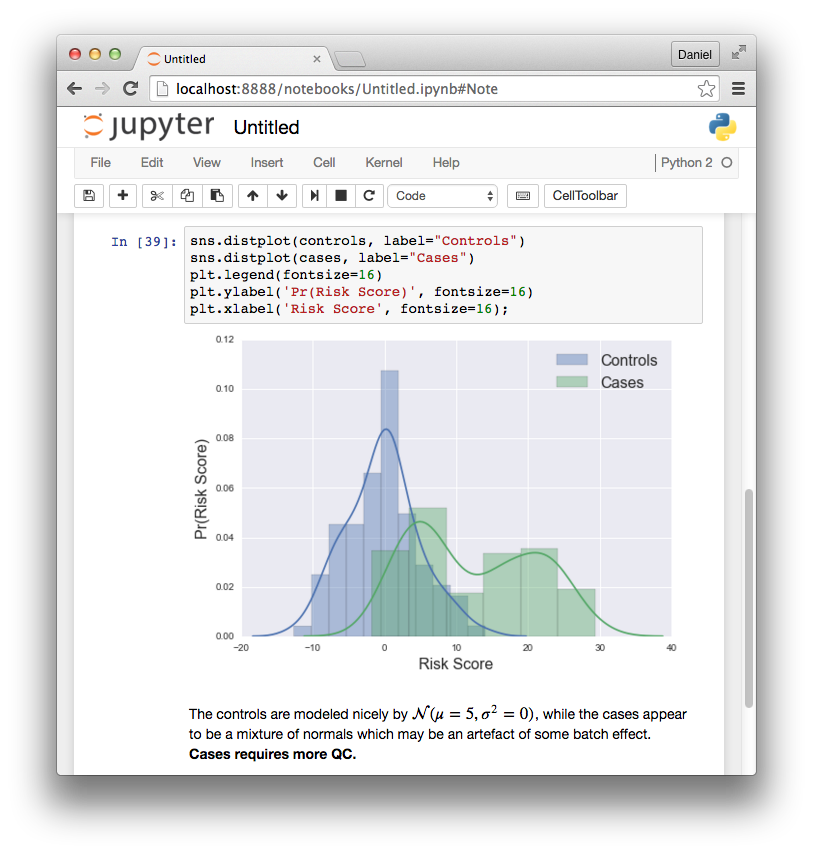 Untitled
Daniel
localhost:8888/notebooks/Untitled.ipynb#Note
jupyter Untitled
File Edit View Insert Cell Kernel Help Python 2
Code CellToolbar
In [39]:
sns.distplot(controls, label="Controls")
sns.distplot(cases, label="Cases")
plt.legend(fontsize=16)
plt.ylabel('Pr(Risk Score)', fontsize=16)
plt.xlabel('Risk Score', fontsize=16);
Controls
Cases
Pr(Risk Score)
0.12
0.10
0.08
0.06
0.04
0.02
0.00
−20 −10 0 10 20 30 40
Risk Score
The controls are modeled nicely by 𝒩(μ = 5, σ² = 0), while the cases appear
to be a mixture of normals which may be an artefact of some batch effect.
Cases requires more QC.